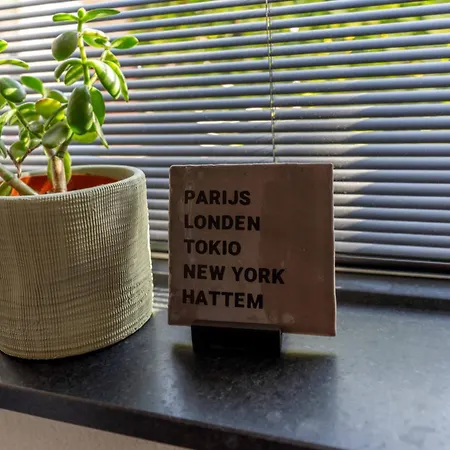 PARIJS
LONDEN
TOKIO
NEW YORK
HATTEM